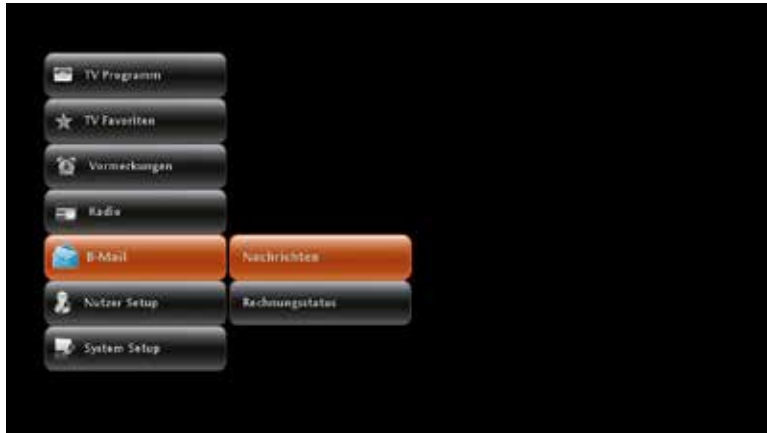 TV Programm
TV Favoriten
Vormerkungen
Radio
B-Mail
Nachrichten
Nutzer Setup
Rechnungsstatus
System Setup